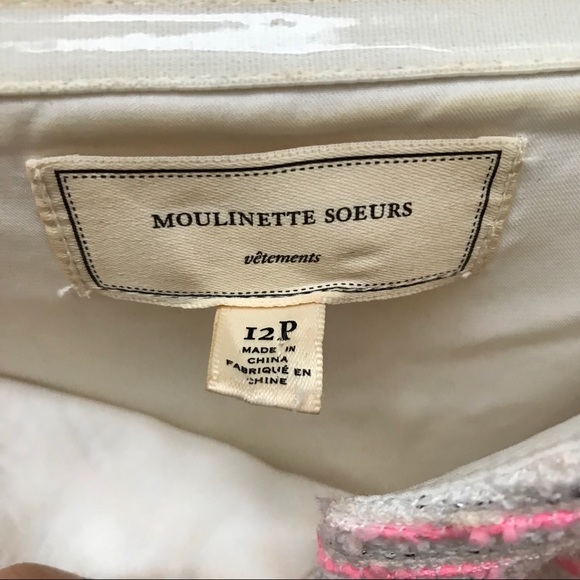 MOULINETTE SOEURS
vêtements
12P
MADE IN
CHINA
FABRIQUÉ EN
CHINE